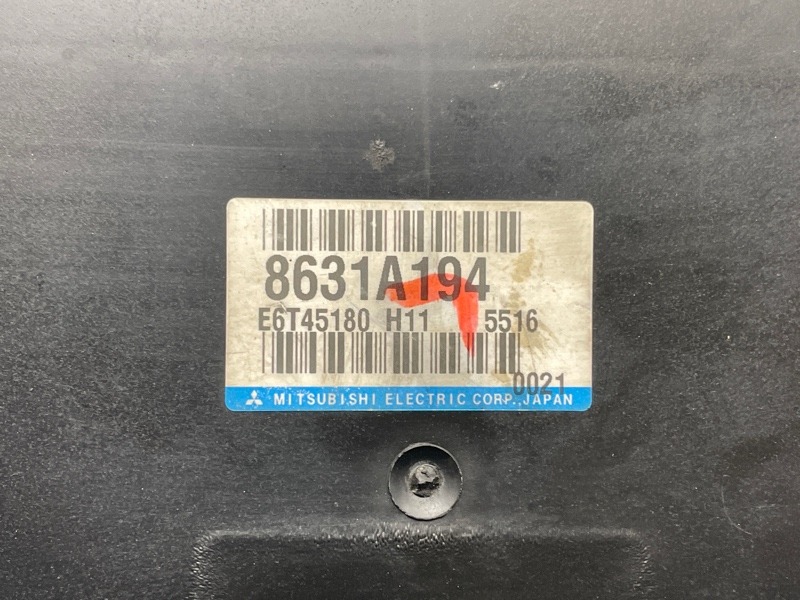 8631A194
E6T45180 H11 5516
0021
MITSUBISHI ELECTRIC CORP., JAPAN